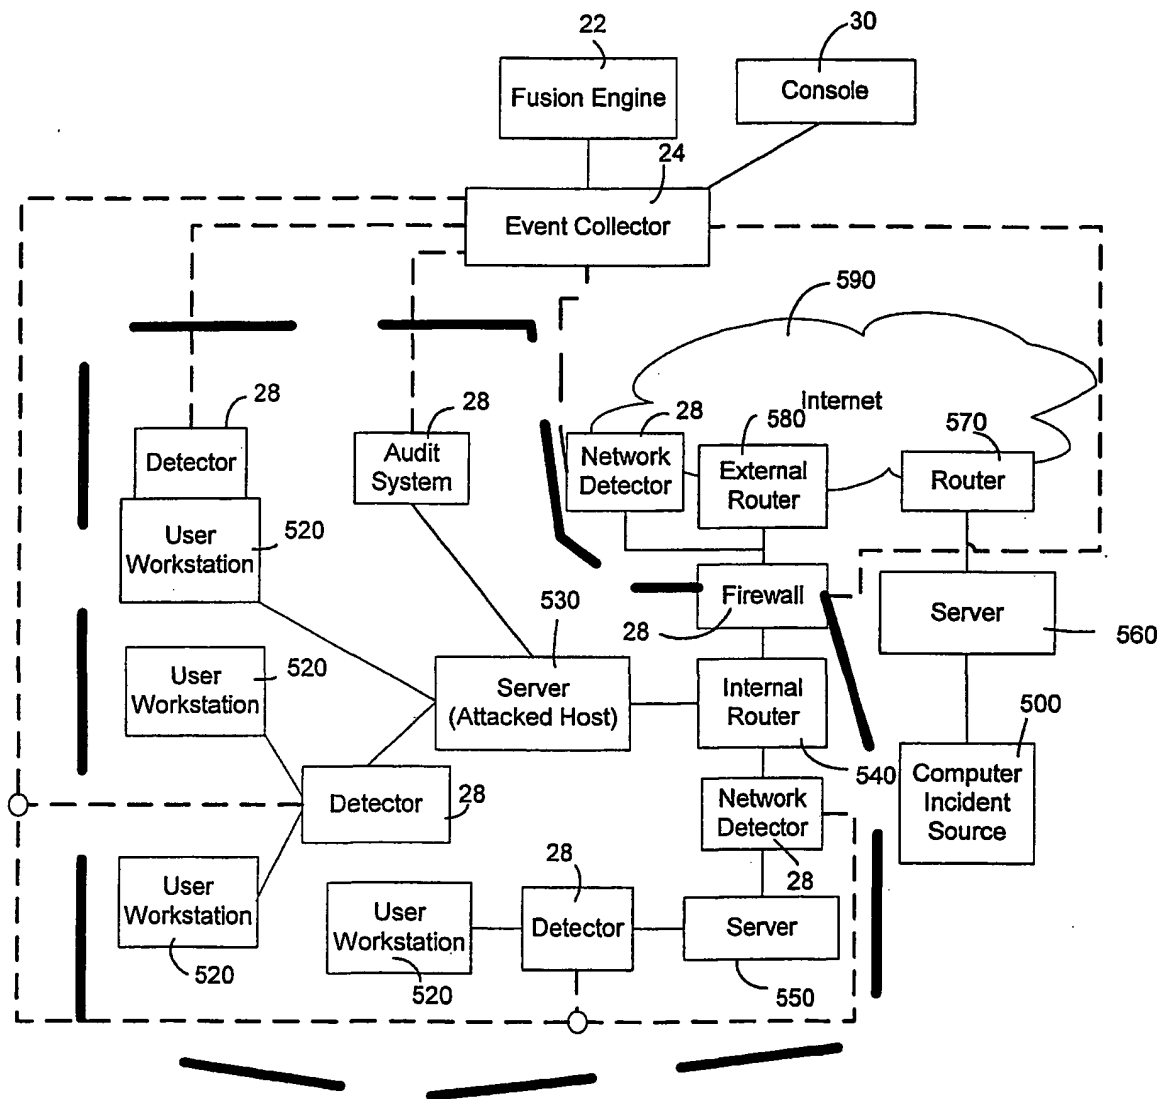 22
30
Fusion Engine
Console
24
Event Collector
590
Internet
28
Detector
28
Audit
System
28
Network
Detector
580
External
Router
570
Router
User
Workstation
520
Firewall
28
Server
560
530
Server
(Attacked Host)
User
Workstation
520
Internal
Router
540
500
Computer
Incident
Source
Detector
28
Network
Detector
28
User
Workstation
520
User
Workstation
520
28
Detector
Server
550